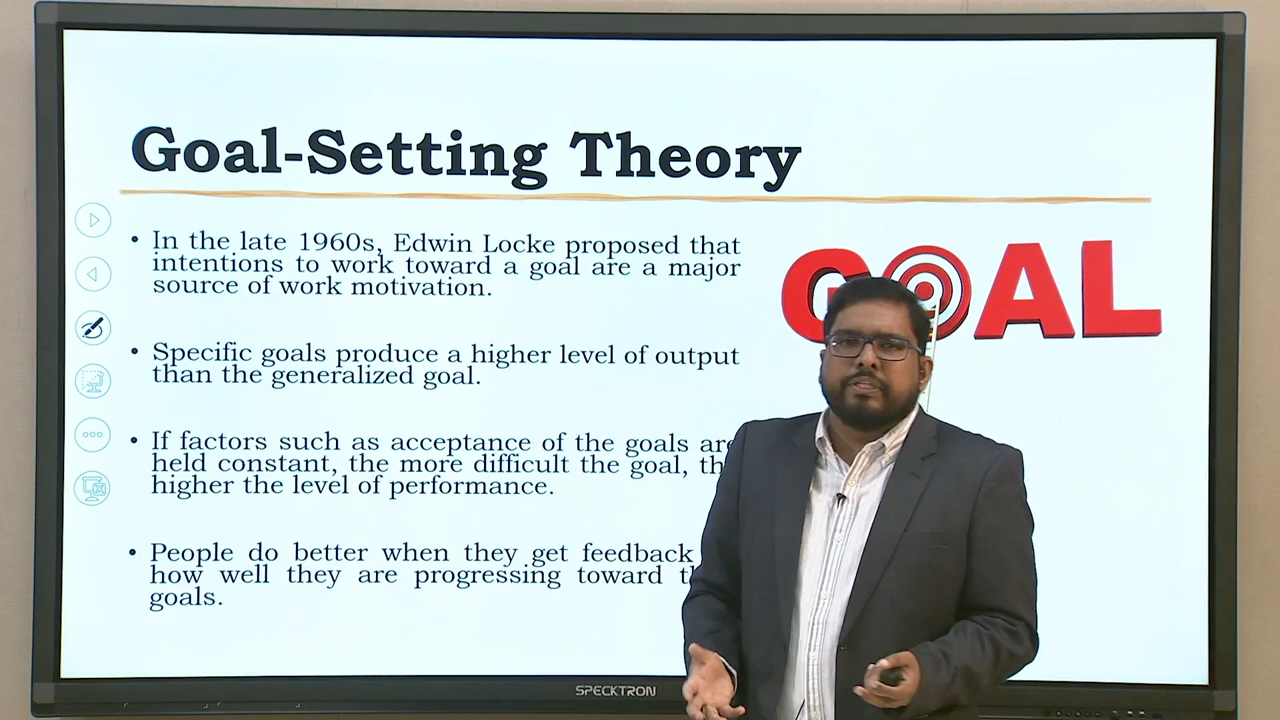 Goal-Setting Theory
• In the late 1960s, Edwin Locke proposed that
intentions to work toward a goal are a major
source of work motivation.
• Specific goals produce a higher level of output
than the generalized goal.
• If factors such as acceptance of the goals are
held constant, the more difficult the goal,
higher the level of performance.
• People do better when they get feedback
how well they are progressing toward
goals.
GOAL
SPECKTRON